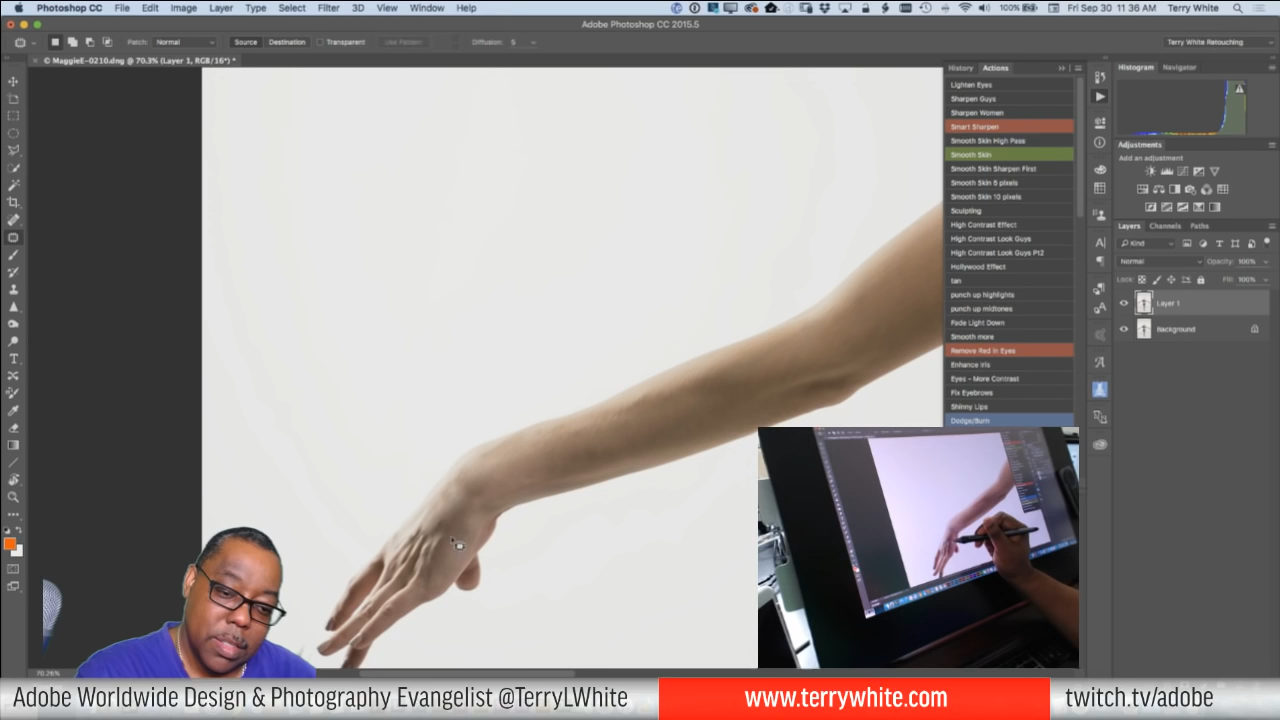 Photoshop CC File Edit Image Layer Type Select Filter 3D View Window Help 100% Fri Sep 30 11:36 AM Terry White
Adobe Photoshop CC 2015.5
Patch: Normal Source Destination Transparent Use Pattern Diffusion: 5 Terry White Retouching
© MaggieE-0210.dng @ 70.3% (Layer 1, RGB/16*) *
History Actions
Histogram Navigator
Lighten Eyes
Sharpen Guys
Sharpen Women
Smart Sharpen
Smooth Skin High Pass
Smooth Skin
Smooth Skin Sharpen First
Smooth Skin 5 pixels
Smooth Skin 10 pixels
Sculpting
High Contrast Effect
High Contrast Look Guys
High Contrast Look Guys P12
Hollywood Effect
tan
punch up highlights
punch up midtones
Fade Light Down
Smooth more
Remove Red in Eyes
Enhance Iris
Eyes - More Contrast
Fix Eyebrows
Shinny Lips
Dodge/Burn
Adjustments
Add an adjustment
Layers Channels Paths
Kind
Normal Opacity: 100%
Lock: Fill: 100%
Layer 1
Background
70.26%
Adobe Worldwide Design & Photography Evangelist @TerryLWhite
www.terrywhite.com
twitch.tv/adobe